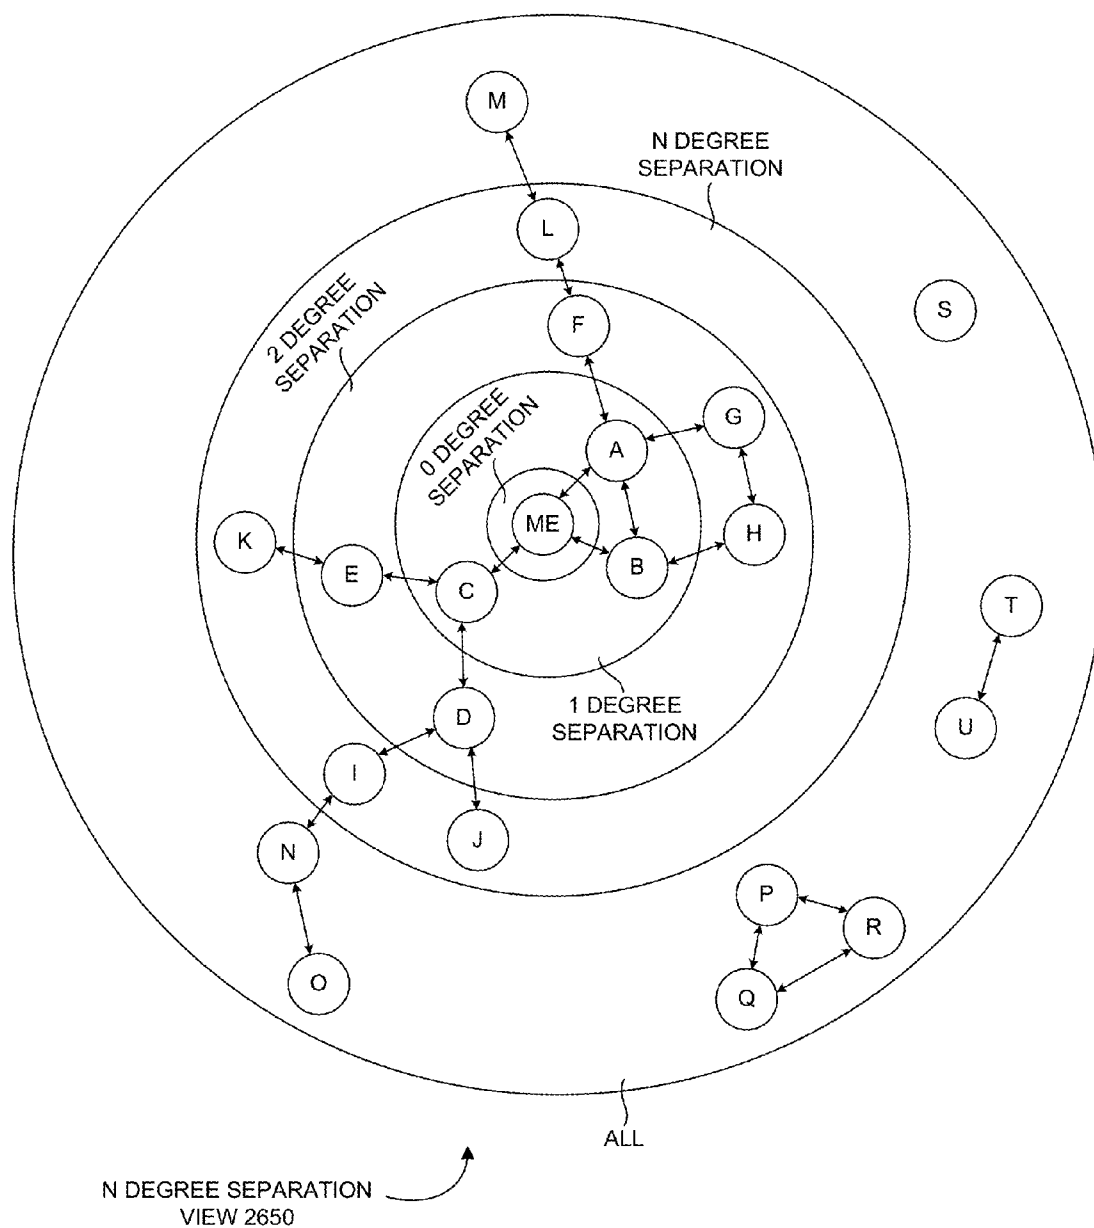 M
N DEGREE
SEPARATION
L
2 DEGREE
SEPARATION
S
F
0 DEGREE
SEPARATION
G
A
ME
H
K
B
E
C
T
1 DEGREE
SEPARATION
D
U
I
J
N
P
R
O
Q
ALL
N DEGREE SEPARATION
VIEW 2650